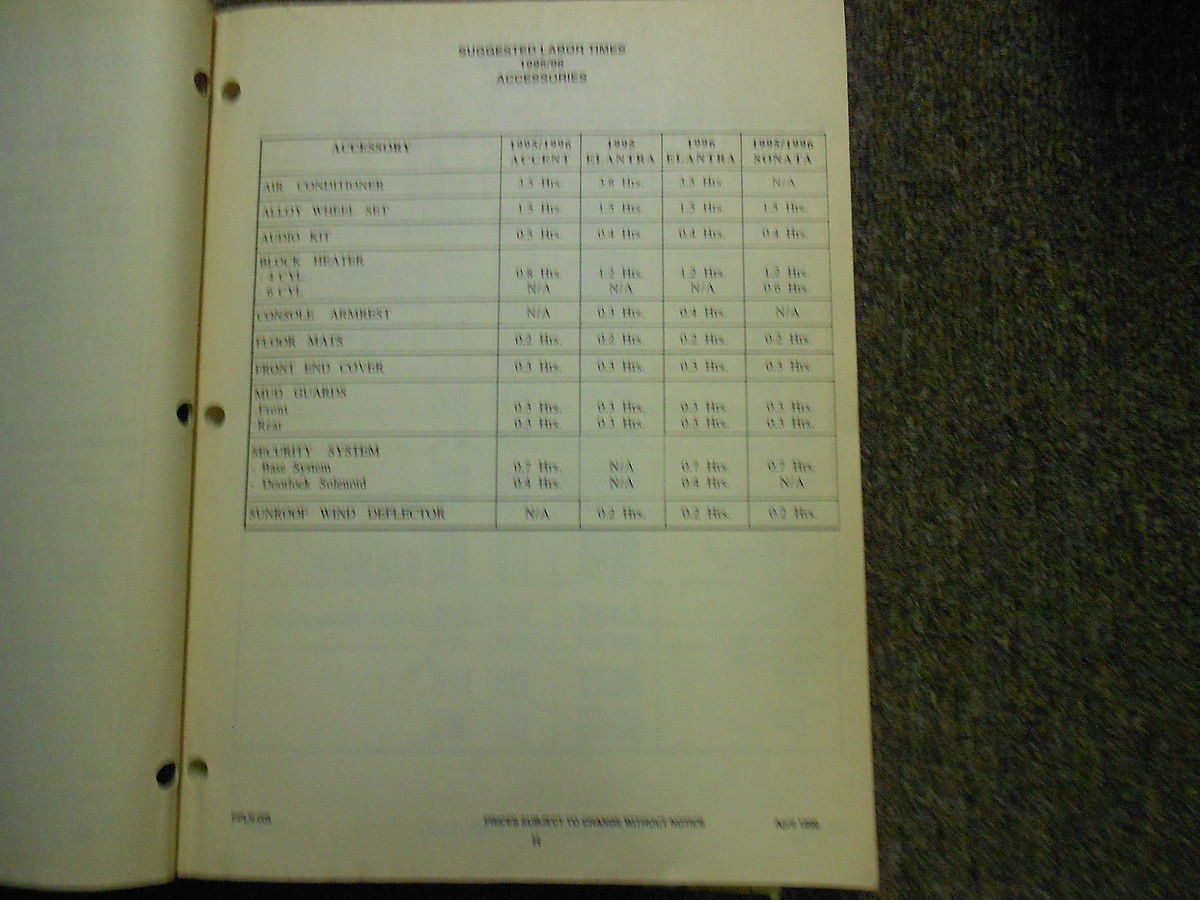 SUGGESTED LABOR TIMES
1995/96
ACCESSORIES
ACCESSORY 1995/1996 ACCENT 1995 ELANTRA 1996 ELANTRA 1995/1996 SONATA
AIR CONDITIONER 3.5 Hrs. 3.8 Hrs. 3.5 Hrs. N/A
ALLOY WHEEL SET 1.5 Hrs. 1.5 Hrs. 1.5 Hrs. 1.5 Hrs.
AUDIO KIT 0.5 Hrs. 0.4 Hrs. 0.4 Hrs. 0.4 Hrs.
BLOCK HEATER
- 4 CYL 0.8 Hrs. 1.2 Hrs. 1.2 Hrs. 1.2 Hrs.
- 6 CYL N/A N/A N/A 0.6 Hrs.
CONSOLE ARMREST N/A 0.3 Hrs. 0.4 Hrs. N/A
FLOOR MATS 0.2 Hrs. 0.2 Hrs. 0.2 Hrs. 0.2 Hrs.
FRONT END COVER 0.3 Hrs. 0.3 Hrs. 0.3 Hrs. 0.3 Hrs.
MUD GUARDS
-Front 0.3 Hrs. 0.3 Hrs. 0.3 Hrs. 0.3 Hrs.
-Rear 0.3 Hrs. 0.3 Hrs. 0.3 Hrs. 0.3 Hrs.
SECURITY SYSTEM
- Base System 0.7 Hrs. N/A 0.7 Hrs. 0.7 Hrs.
- Doorlock Solenoid 0.4 Hrs. N/A 0.4 Hrs. N/A
SUNROOF WIND DEFLECTOR N/A 0.2 Hrs. 0.2 Hrs. 0.2 Hrs.
PRICES SUBJECT TO CHANGE WITHOUT NOTICE
April 1996